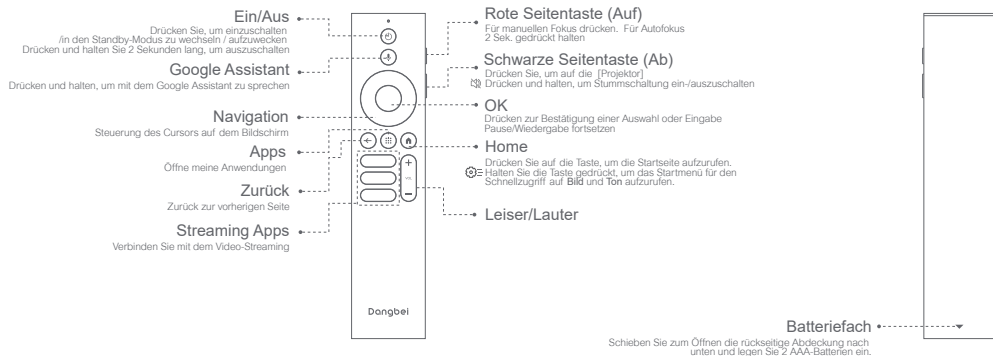 Ein/Aus
Drücken Sie, um einzuschalten
/in den Standby-Modus zu wechseln / aufzuwecken
Drücken und halten Sie 2 Sekunden lang, um auszuschalten
Google Assistant
Drücken und halten, um mit dem Google Assistant zu sprechen
Navigation
Steuerung des Cursors auf dem Bildschirm
Apps
Öffne meine Anwendungen
Zurück
Zurück zur vorherigen Seite
Streaming Apps
Verbinden Sie mit dem Video-Streaming
+
VOL
−
Dangbei
Rote Seitentaste (Auf)
Für manuellen Fokus drücken. Für Autofokus
2 Sek. gedrückt halten
Schwarze Seitentaste (Ab)
Drücken Sie, um auf die [Projektor]
Drücken und halten, um Stummschaltung ein-/auszuschalten
OK
Drücken zur Bestätigung einer Auswahl oder Eingabe
Pause/Wiedergabe fortsetzen
Home
Drücken Sie auf die Taste, um die Startseite aufzurufen.
Halten Sie die Taste gedrückt, um das Startmenü für den
Schnellzugriff auf Bild und Ton aufzurufen.
Leiser/Lauter
Batteriefach
Schieben Sie zum Öffnen die rückseitige Abdeckung nach
unten und legen Sie 2 AAA-Batterien ein.